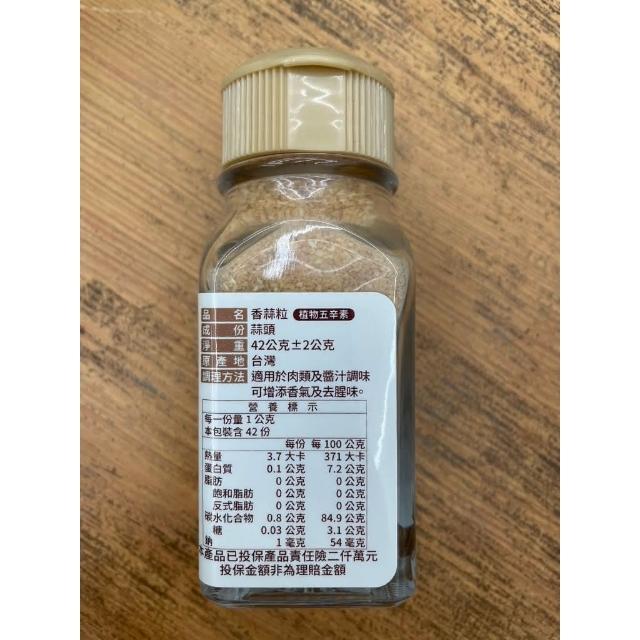 品名 香蒜粒 植物五辛素
成份 蒜頭
淨重 42公克±2公克
原產地 台灣
調理方法 適用於肉類及醬汁調味
可增添香氣及去腥味。
營養標示
每一份量 1 公克
本包裝含 42 份
每份 每 100 公克
熱量 3.7 大卡 371 大卡
蛋白質 0.1 公克 7.2 公克
脂肪 0 公克 0 公克
飽和脂肪 0 公克 0 公克
反式脂肪 0 公克 0 公克
碳水化合物 0.8 公克 84.9 公克
糖 0.03 公克 3.1 公克
鈉 1 毫克 54 毫克
本產品已投保產品責任險二仟萬元
投保金額非為理賠金額